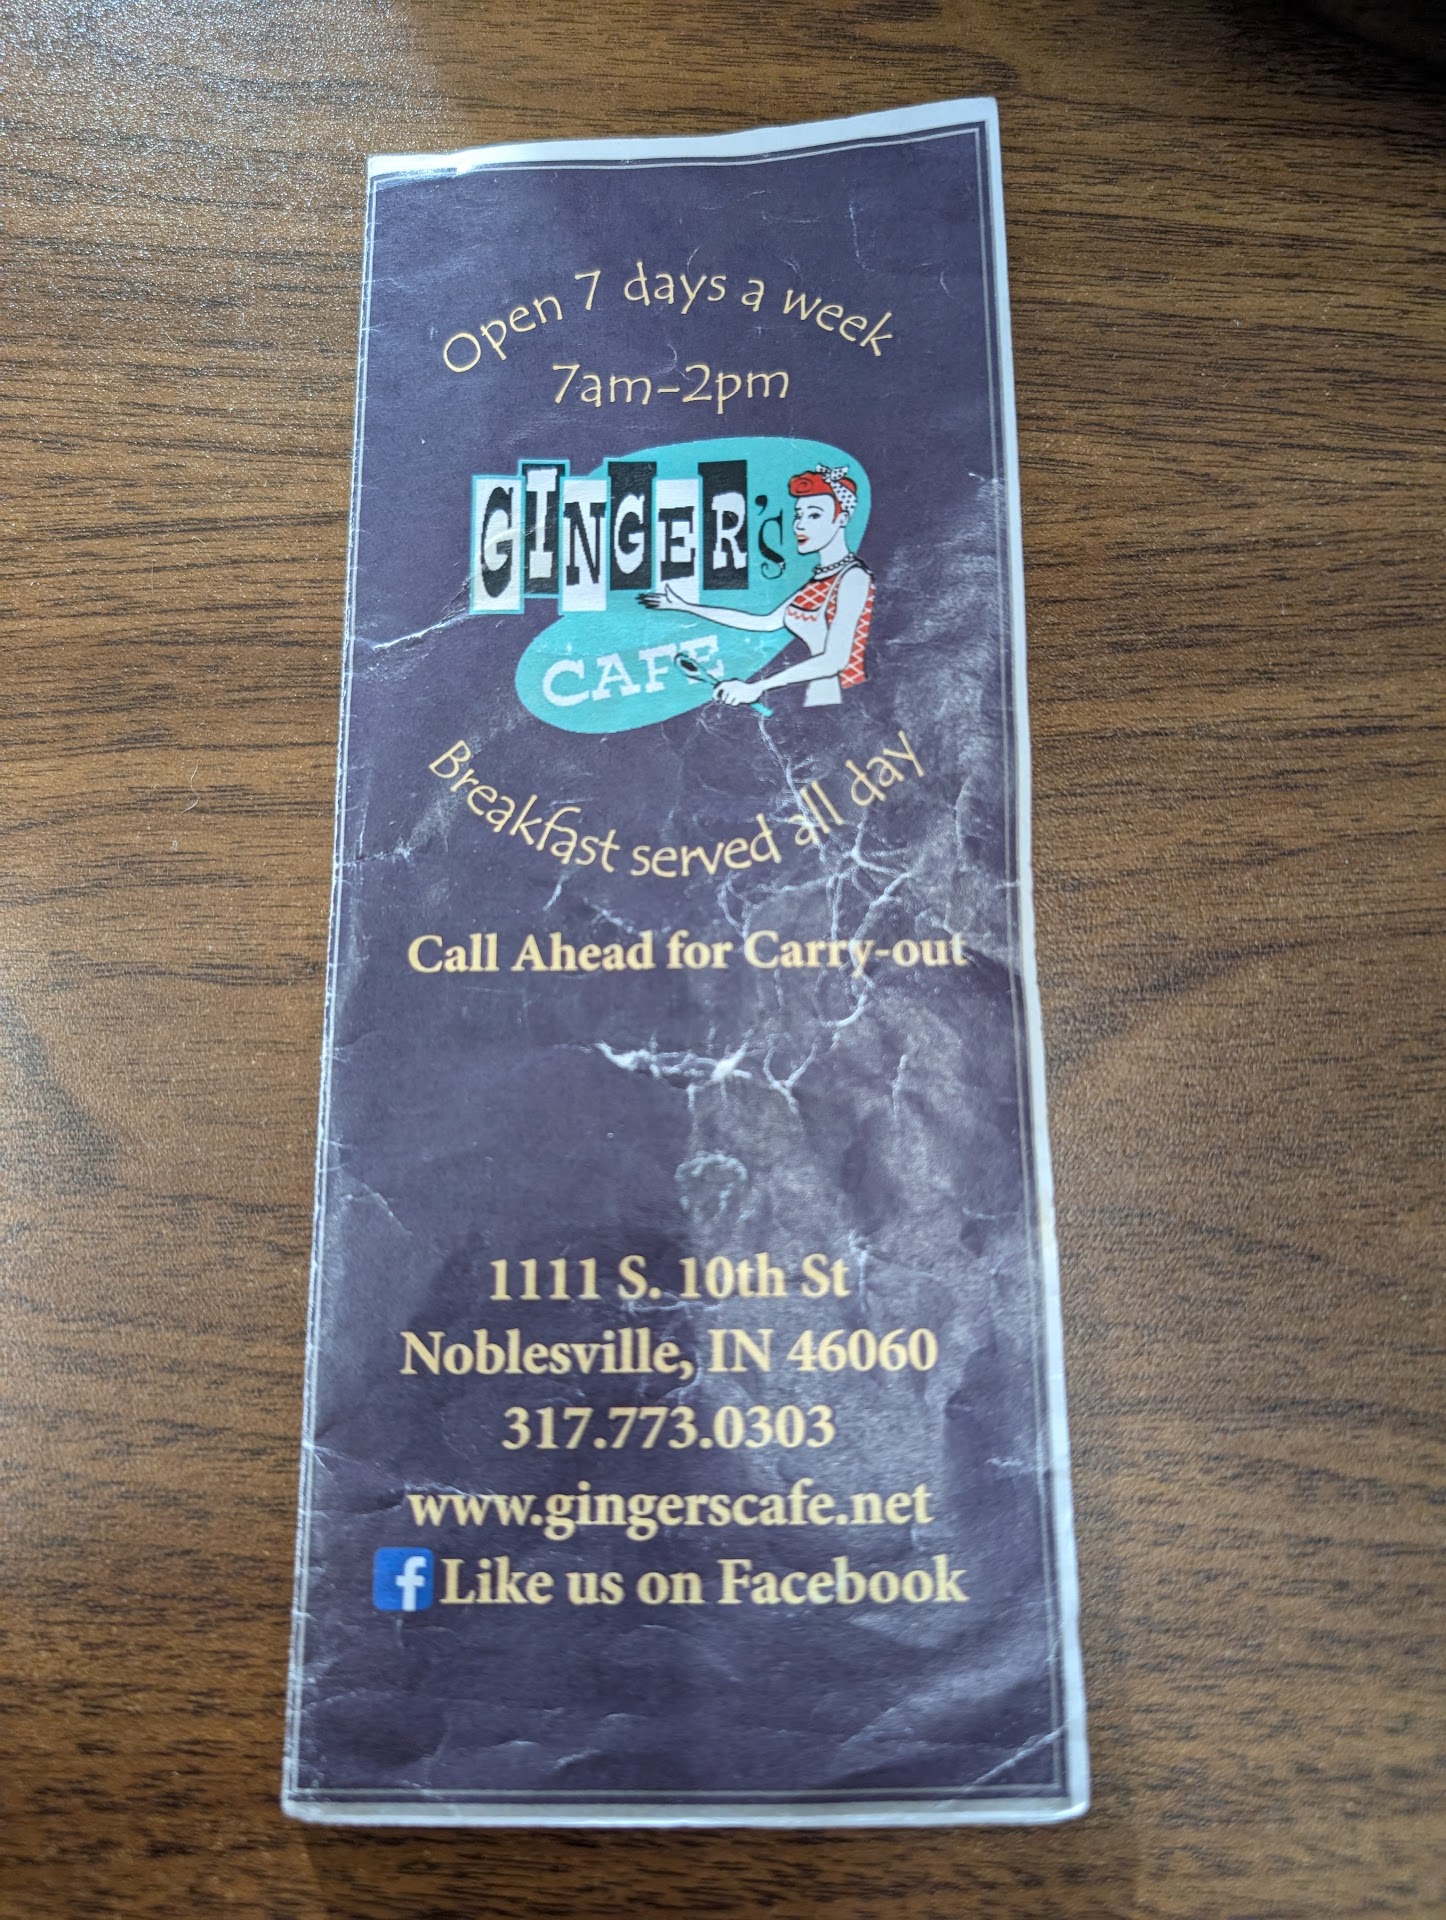 Open 7 days a week
7am-2pm
GINGER'S
CAFE
Breakfast served all day
Call Ahead for Carry-out
1111 S. 10th St
Noblesville, IN 46060
317.773.0303
www.gingerscafe.net
f Like us on Facebook